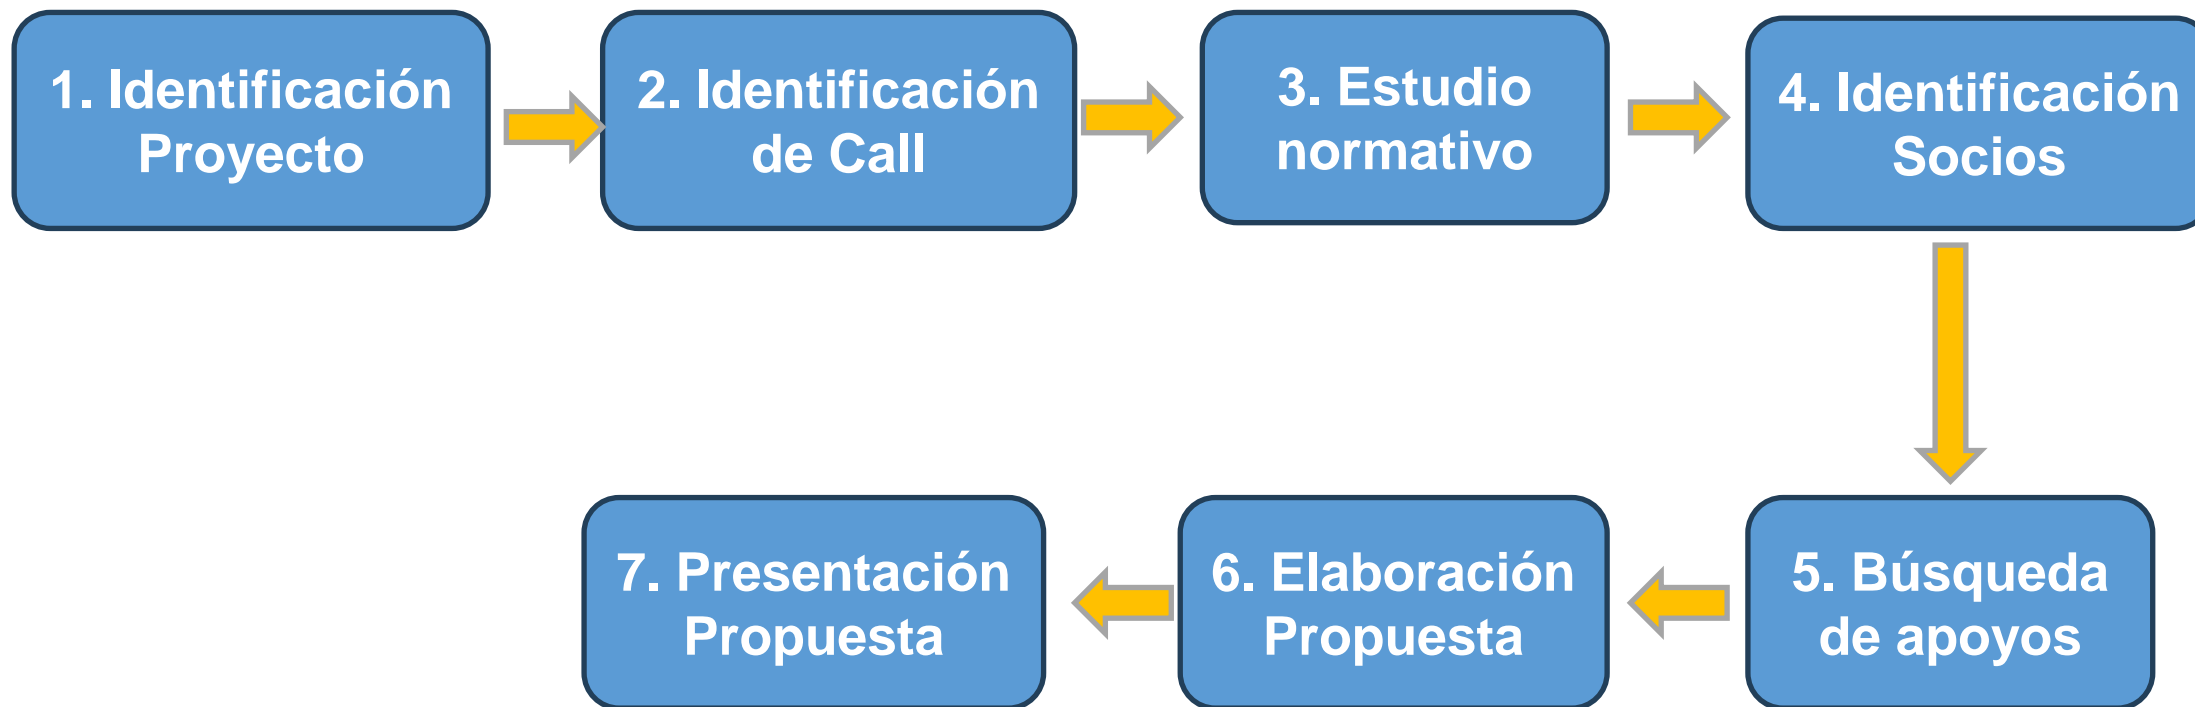 1. Identificación
Proyecto
2. Identificación
de Call
3. Estudio
normativo
4. Identificación
Socios
5. Búsqueda
de apoyos
6. Elaboración
Propuesta
7. Presentación
Propuesta